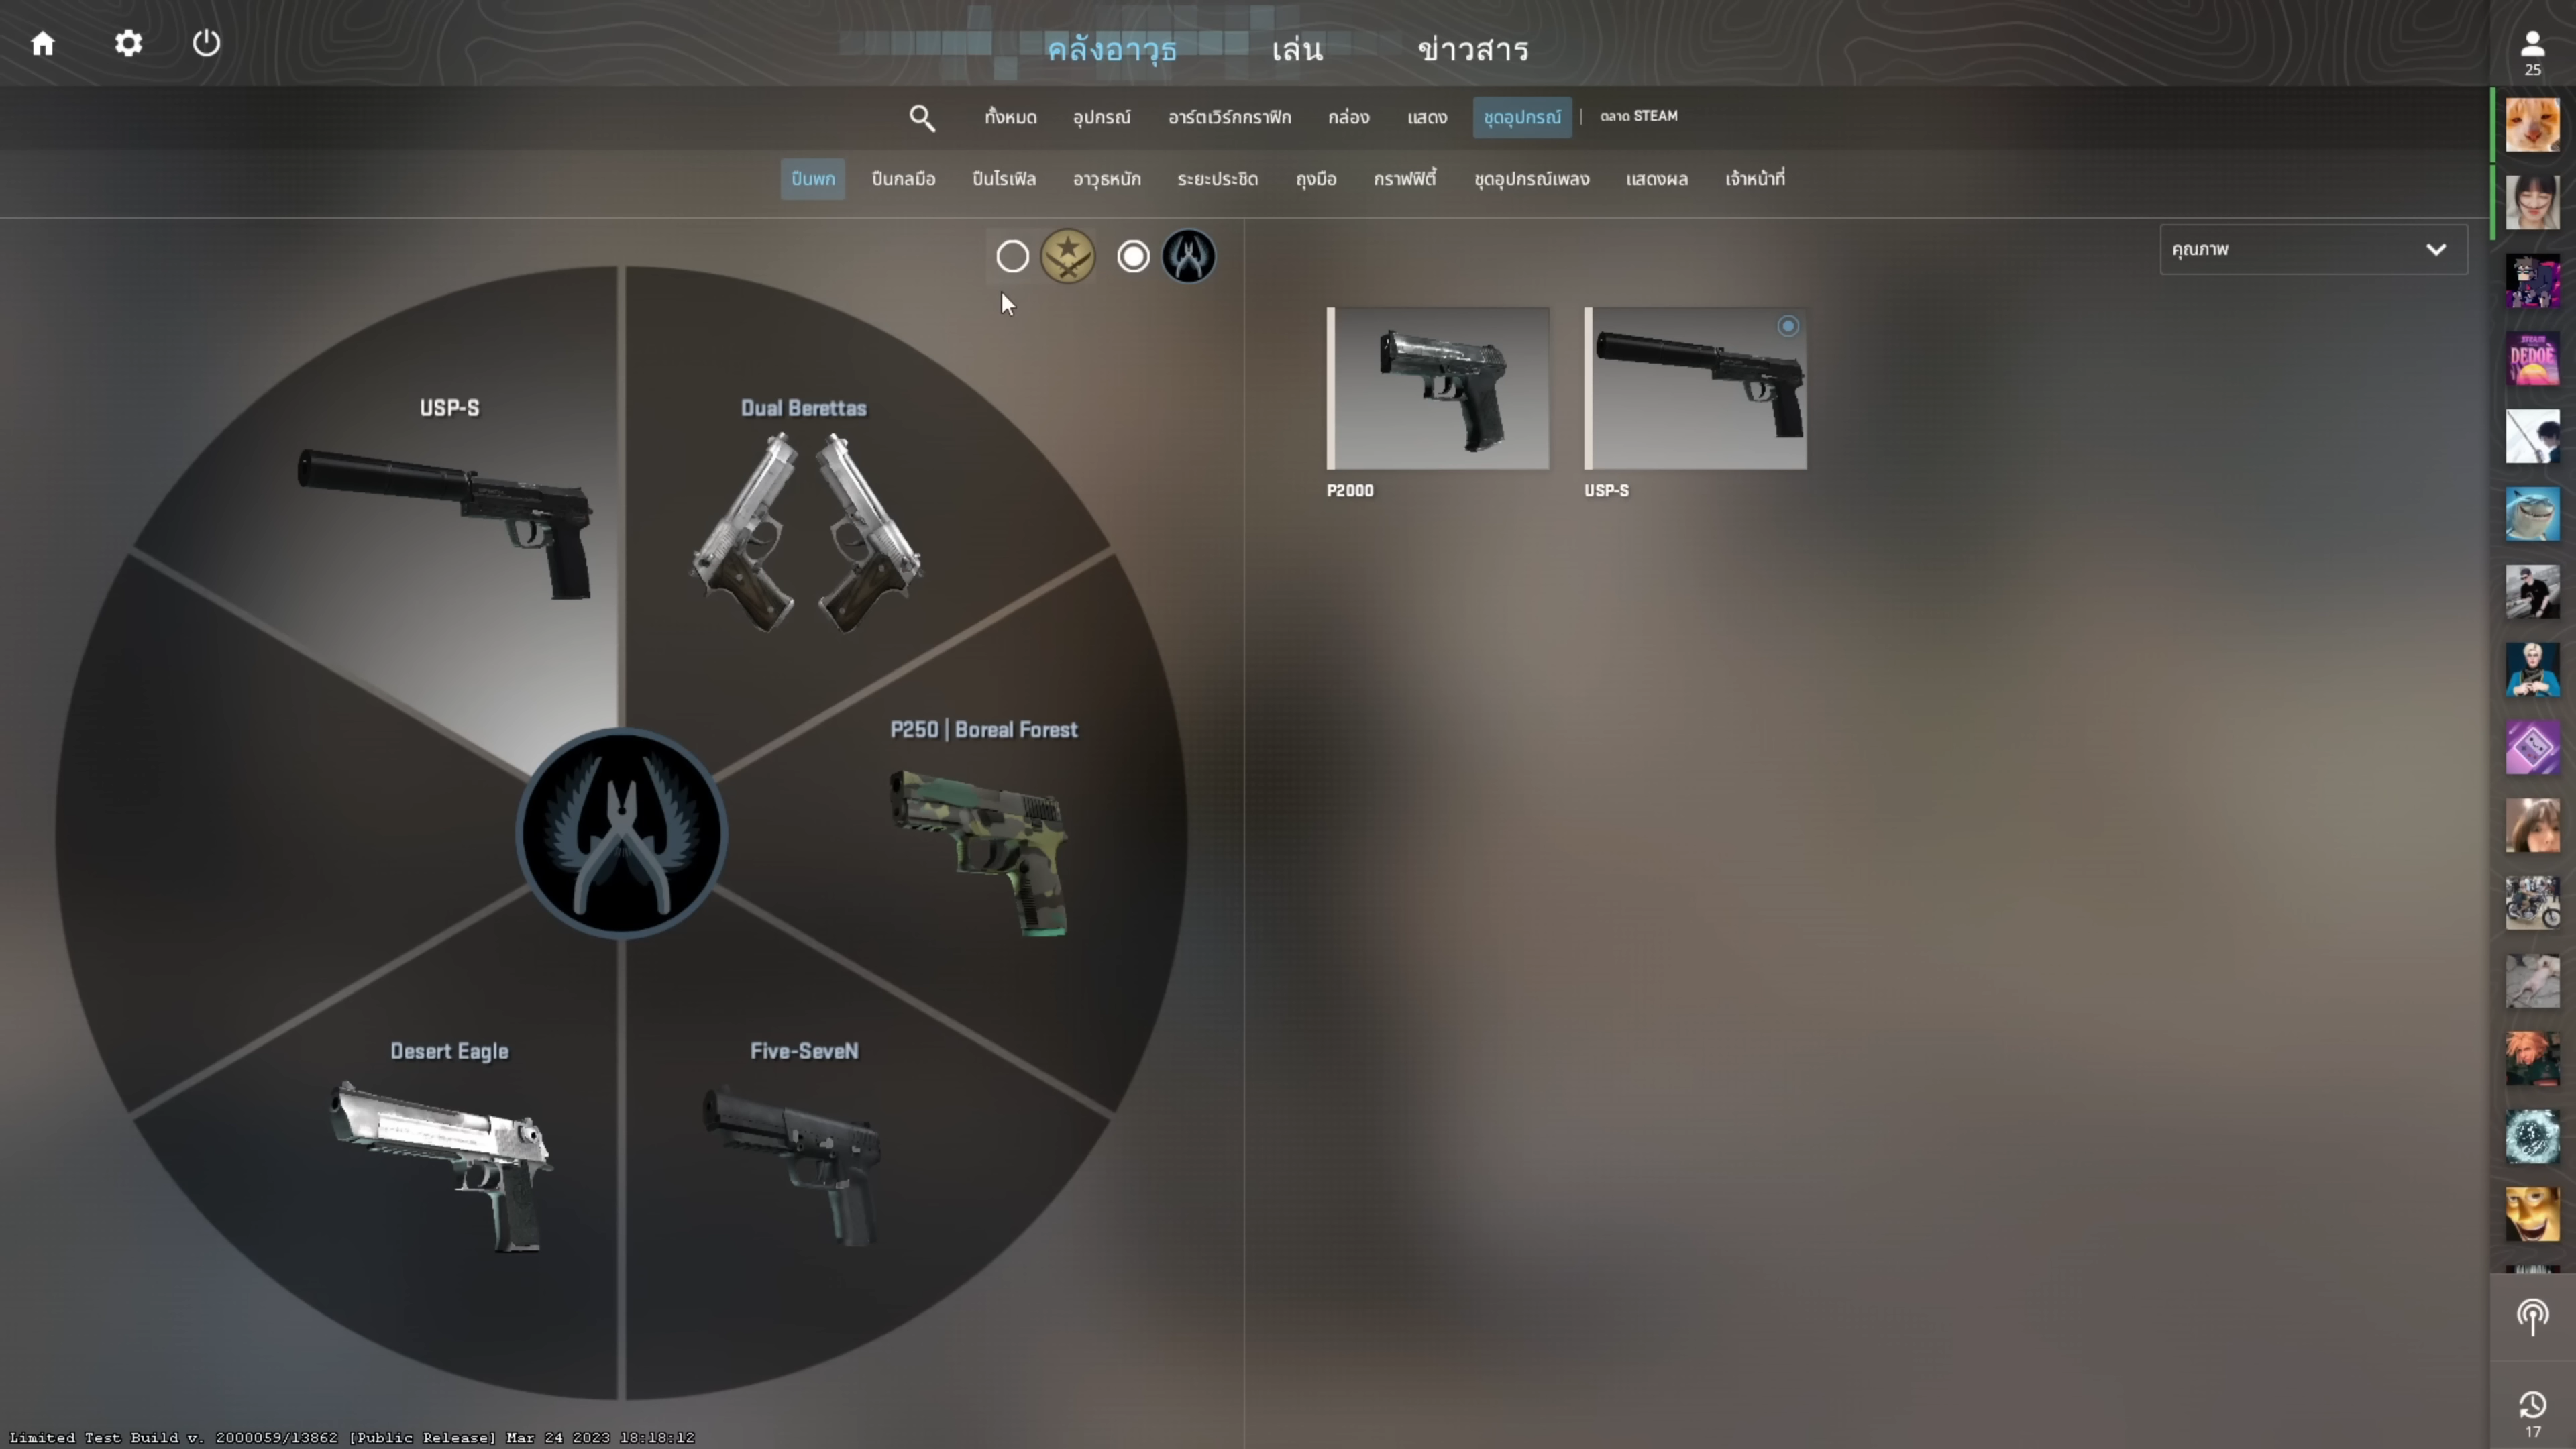 คลังอาวุธ เล่น ข่าวสาร
25
ทั้งหมด อุปกรณ์ อาร์ตเวิร์กกราฟิก กล่อง แสดง ชุดอุปกรณ์ | ตลาด STEAM
ปืนพก ปืนกลมือ ปืนไรเฟิล อาวุธหนัก ระยะประชิด ถุงมือ กราฟฟิตี้ ชุดอุปกรณ์เพลง แสดงผล เจ้าหน้าที่
คุณภาพ
USP-S
Dual Berettas
P2000
USP-S
DEDOE
P250 | Boreal Forest
Desert Eagle
Five-SeveN
17
Limited Test Build v. 2000059/13862 [Public Release] Mar 24 2023 18:18:12